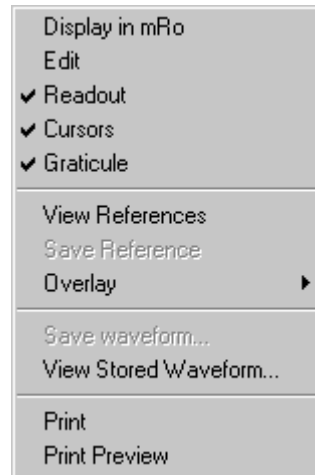 Display in mRo
Edit
Readout
Cursors
Graticule
View References
Save Reference
Overlay
Save waveform...
View Stored Waveform...
Print
Print Preview